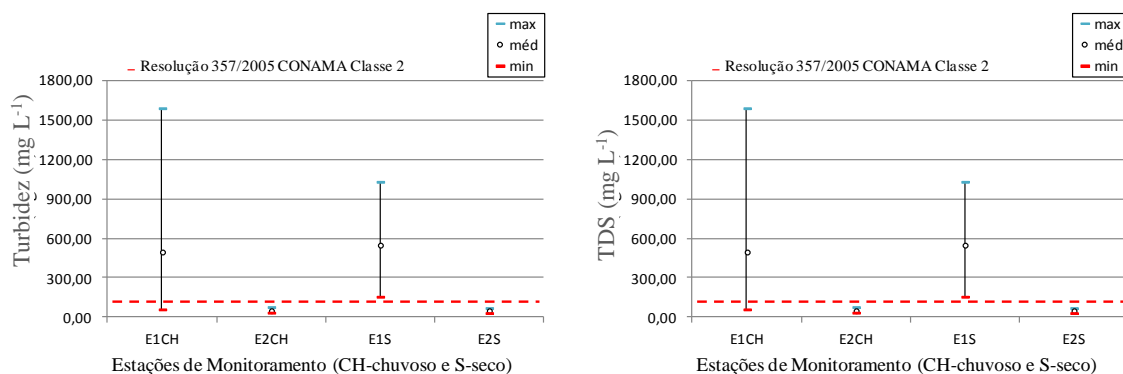 max
méd
min
Resolução 357/2005 CONAMA Classe 2
1800,00
1500,00
1200,00
900,00
600,00
300,00
0,00
Turbidez (mg L-1)
E1CH E2CH E1S E2S
Estações de Monitoramento (CH-chuvoso e S-seco)
max
méd
min
Resolução 357/2005 CONAMA Classe 2
1800,00
1500,00
1200,00
900,00
600,00
300,00
0,00
TDS (mg L-1)
E1CH E2CH E1S E2S
Estações de Monitoramento (CH-chuvoso e S-seco)